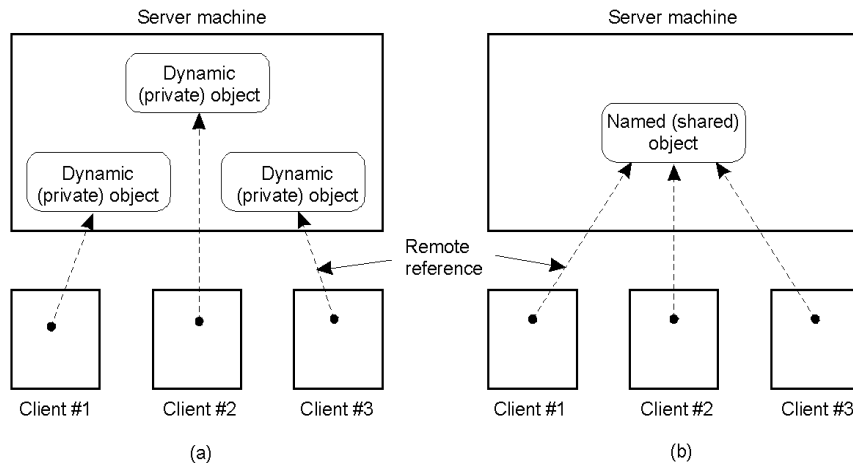 Server machine
Dynamic
(private) object
Dynamic
(private) object
Dynamic
(private) object
Client #1
Client #2
Client #3
(a)
Remote
reference
Server machine
Named (shared)
object
Client #1
Client #2
Client #3
(b)